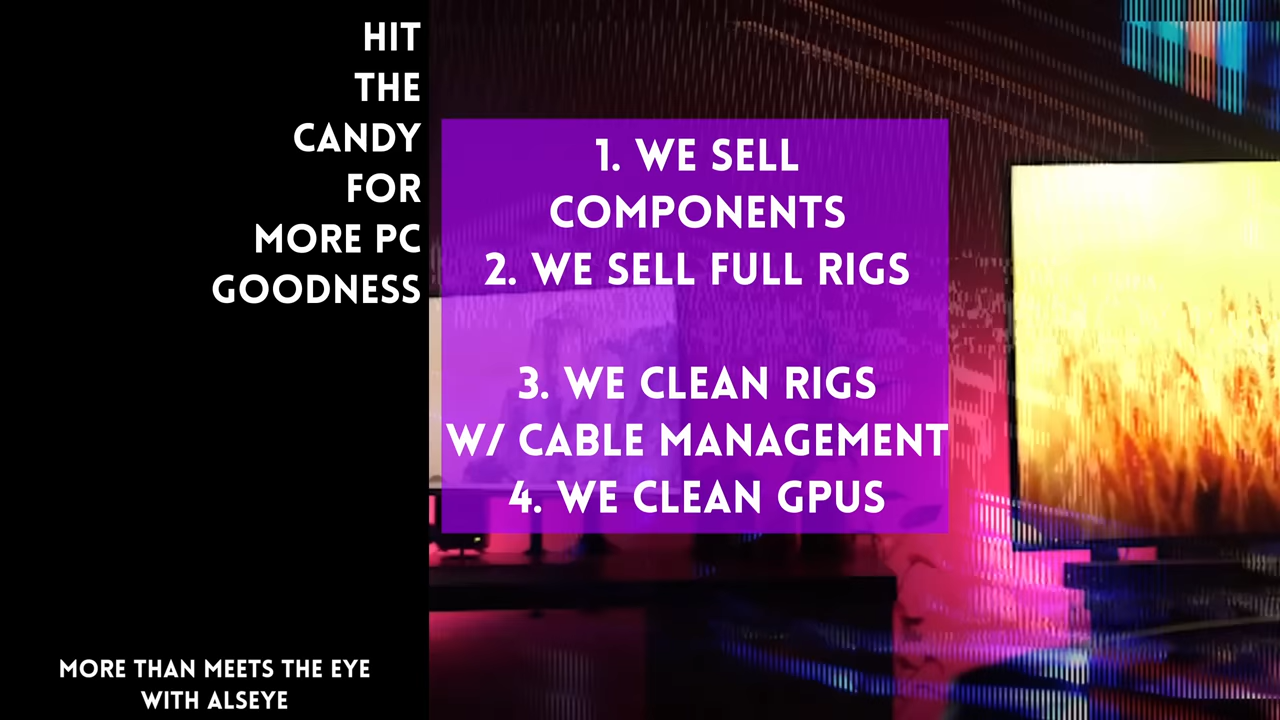 HIT
THE
CANDY
FOR
MORE PC
GOODNESS
1. WE SELL
COMPONENTS
2. WE SELL FULL RIGS
3. WE CLEAN RIGS
W/ CABLE MANAGEMENT
4. WE CLEAN GPUS
MORE THAN MEETS THE EYE
WITH ALSEYE